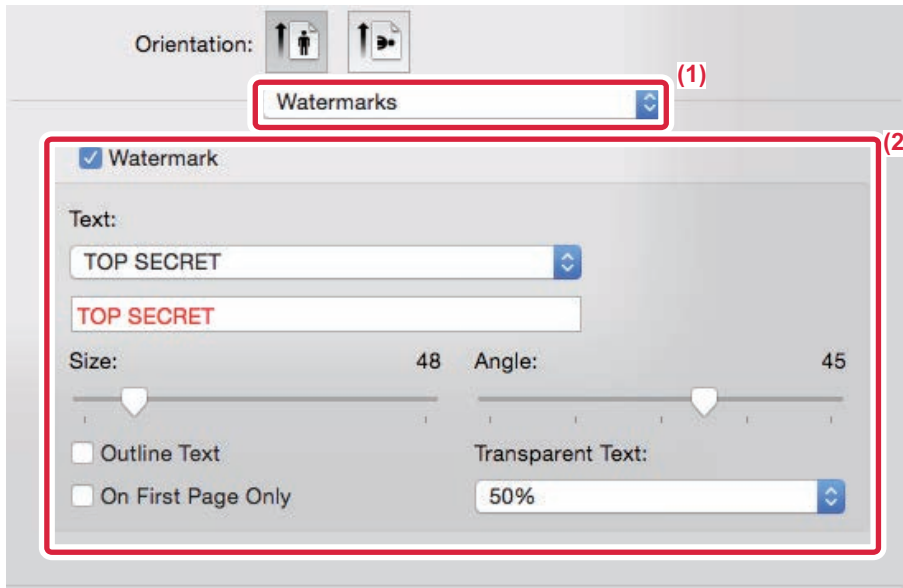 Orientation:
(1)
Watermarks
(2
Watermark
Text:
TOP SECRET
TOP SECRET
Size: 48 Angle: 45
Outline Text Transparent Text:
On First Page Only 50%